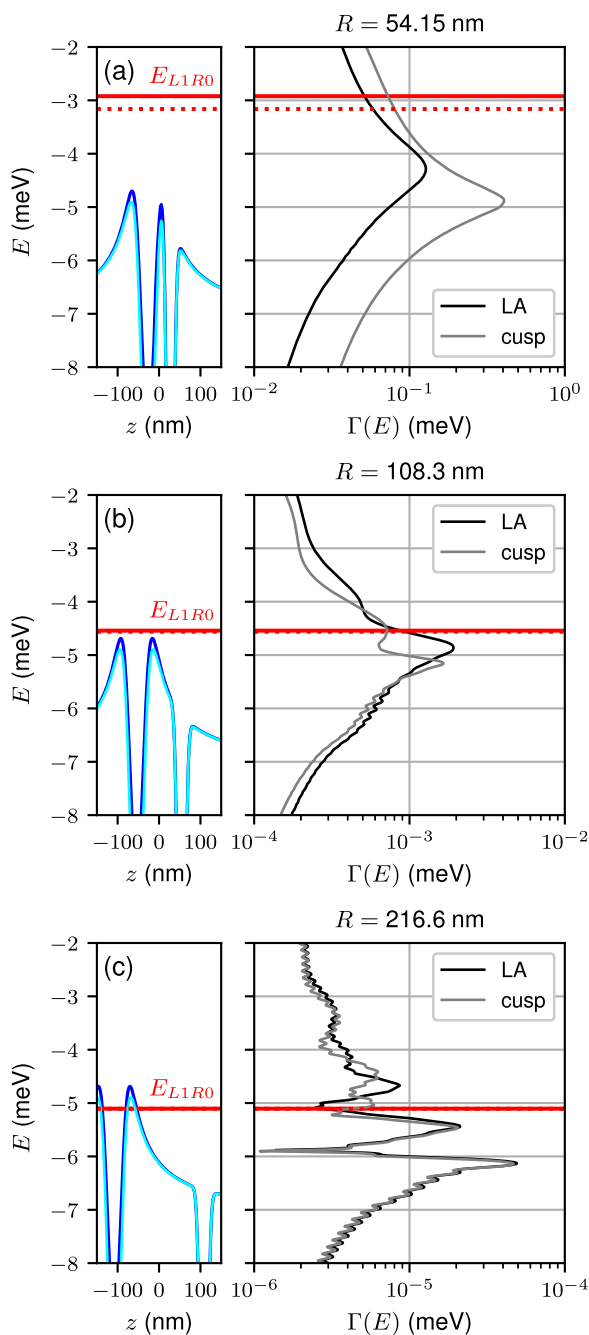 R = 54.15 nm
(a)
E_{L1R0}
−2
−3
−4
−5
−6
−7
−8
E (meV)
LA
cusp
−100 0 100
10^{−2} 10^{−1} 10^{0}
z (nm)
Γ(E) (meV)
R = 108.3 nm
(b)
E_{L1R0}
−2
−3
−4
−5
−6
−7
−8
E (meV)
LA
cusp
−100 0 100
10^{−4} 10^{−3} 10^{−2}
z (nm)
Γ(E) (meV)
R = 216.6 nm
(c)
E_{L1R0}
−2
−3
−4
−5
−6
−7
−8
E (meV)
LA
cusp
−100 0 100
10^{−6} 10^{−5} 10^{−4}
z (nm)
Γ(E) (meV)